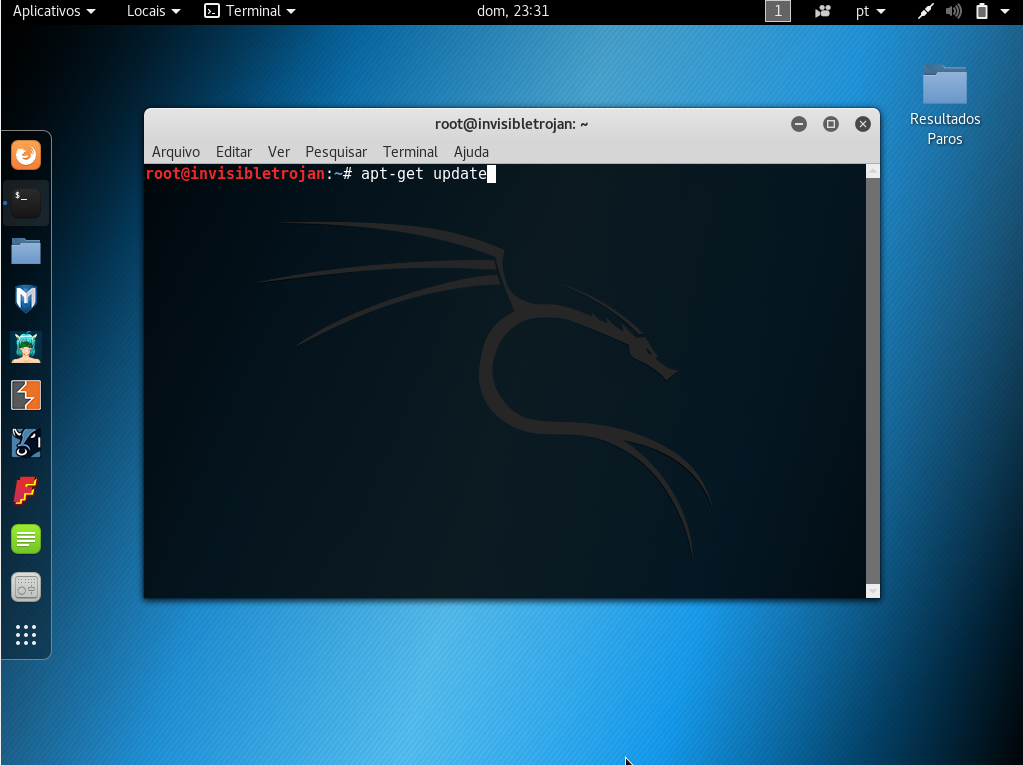 Aplicativos Locais Terminal dom, 23:31 1 pt
Resultados
Paros
root@invisibletrojan: ~
Arquivo Editar Ver Pesquisar Terminal Ajuda
root@invisibletrojan:~# apt-get update
$_